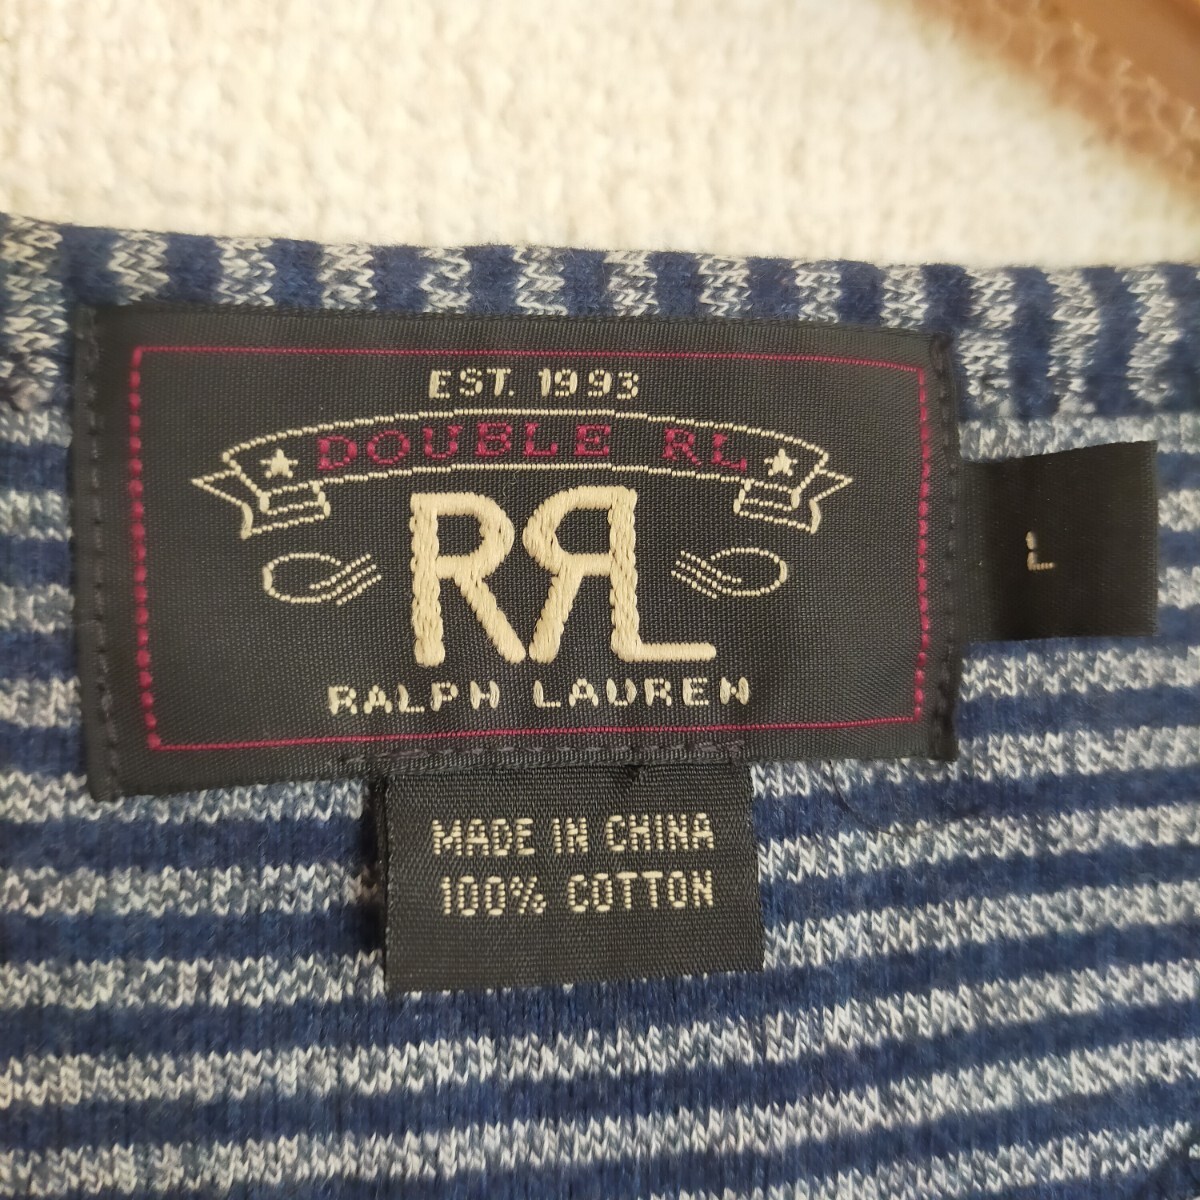 EST. 1993
DOUBLE RL
RRL
RALPH LAUREN
L
MADE IN CHINA
100% COTTON